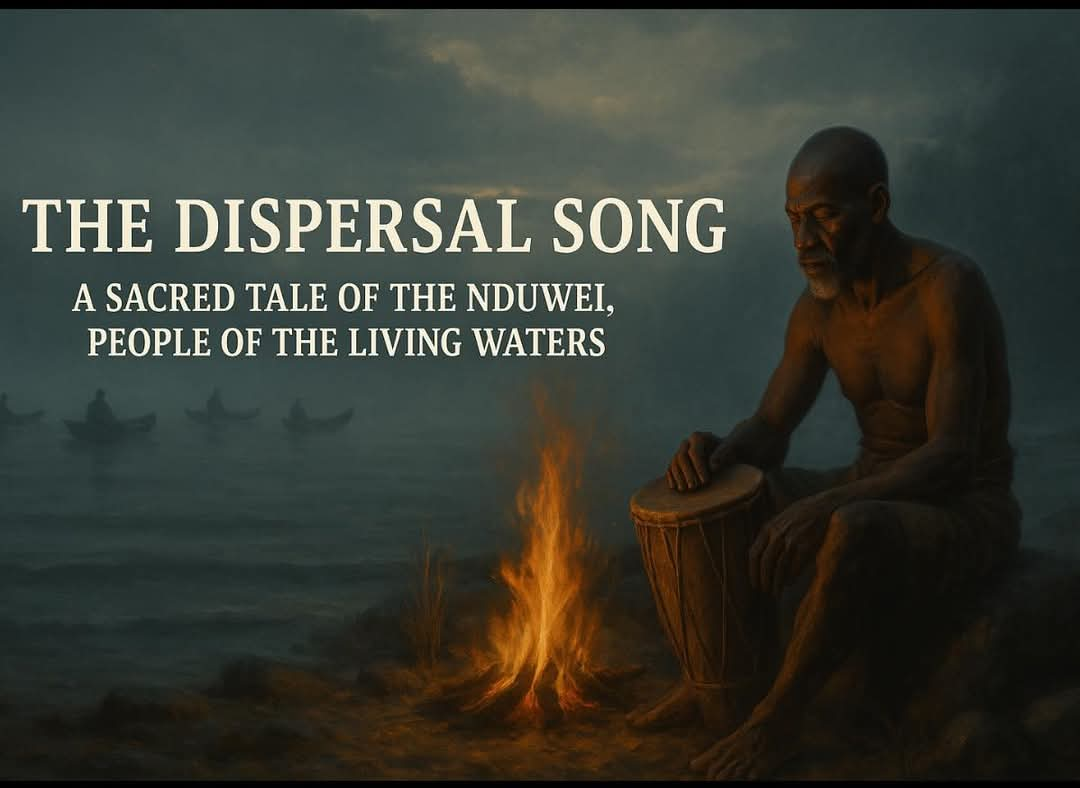 THE DISPERSAL SONG
A SACRED TALE OF THE NDUWEI,
PEOPLE OF THE LIVING WATERS